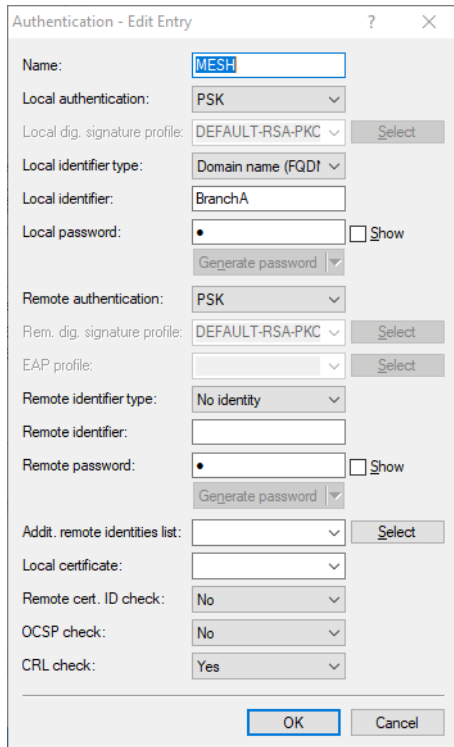 Authentication - Edit Entry ? ×
Name: MESH
Local authentication: PSK
Local dig. signature profile: DEFAULT-RSA-PKC Select
Local identifier type: Domain name (FQDN
Local identifier: BranchA
Local password: ● Show
Generate password
Remote authentication: PSK
Rem. dig. signature profile: DEFAULT-RSA-PKC Select
EAP profile: Select
Remote identifier type: No identity
Remote identifier:
Remote password: ● Show
Generate password
Addit. remote identities list: Select
Local certificate:
Remote cert. ID check: No
OCSP check: No
CRL check: Yes
OK Cancel